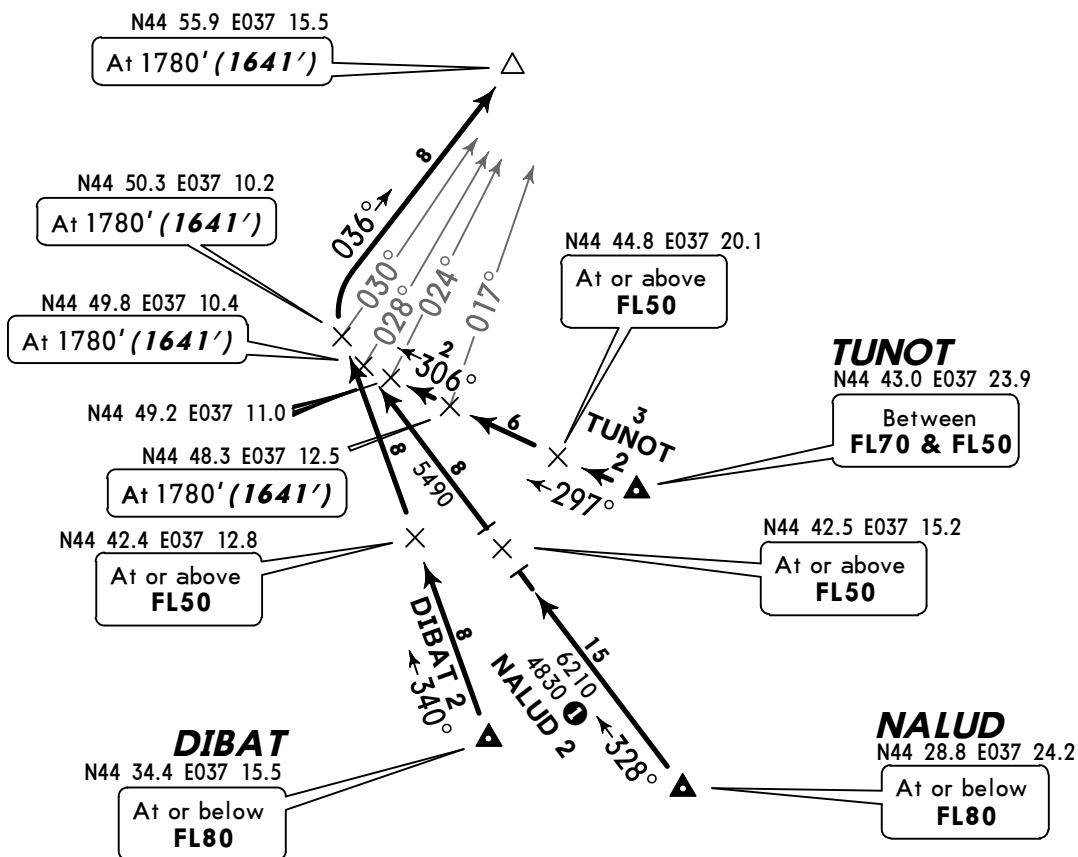 N44 55.9 E037 15.5
At 1780' (1641')
8
036°
N44 50.3 E037 10.2
At 1780' (1641')
030°
028°
024°
017°
N44 44.8 E037 20.1
At or above
FL50
N44 49.8 E037 10.4
At 1780' (1641')
2
306°
TUNOT
N44 43.0 E037 23.9
Between
FL70 & FL50
N44 49.2 E037 11.0
6
3
TUNOT
2
297°
N44 48.3 E037 12.5
At 1780' (1641')
8
8
5490
N44 42.4 E037 12.8
At or above
FL50
N44 42.5 E037 15.2
At or above
FL50
8
DIBAT 2
340°
15
6210
4830 1
NALUD 2
328°
DIBAT
N44 34.4 E037 15.5
At or below
FL80
NALUD
N44 28.8 E037 24.2
At or below
FL80